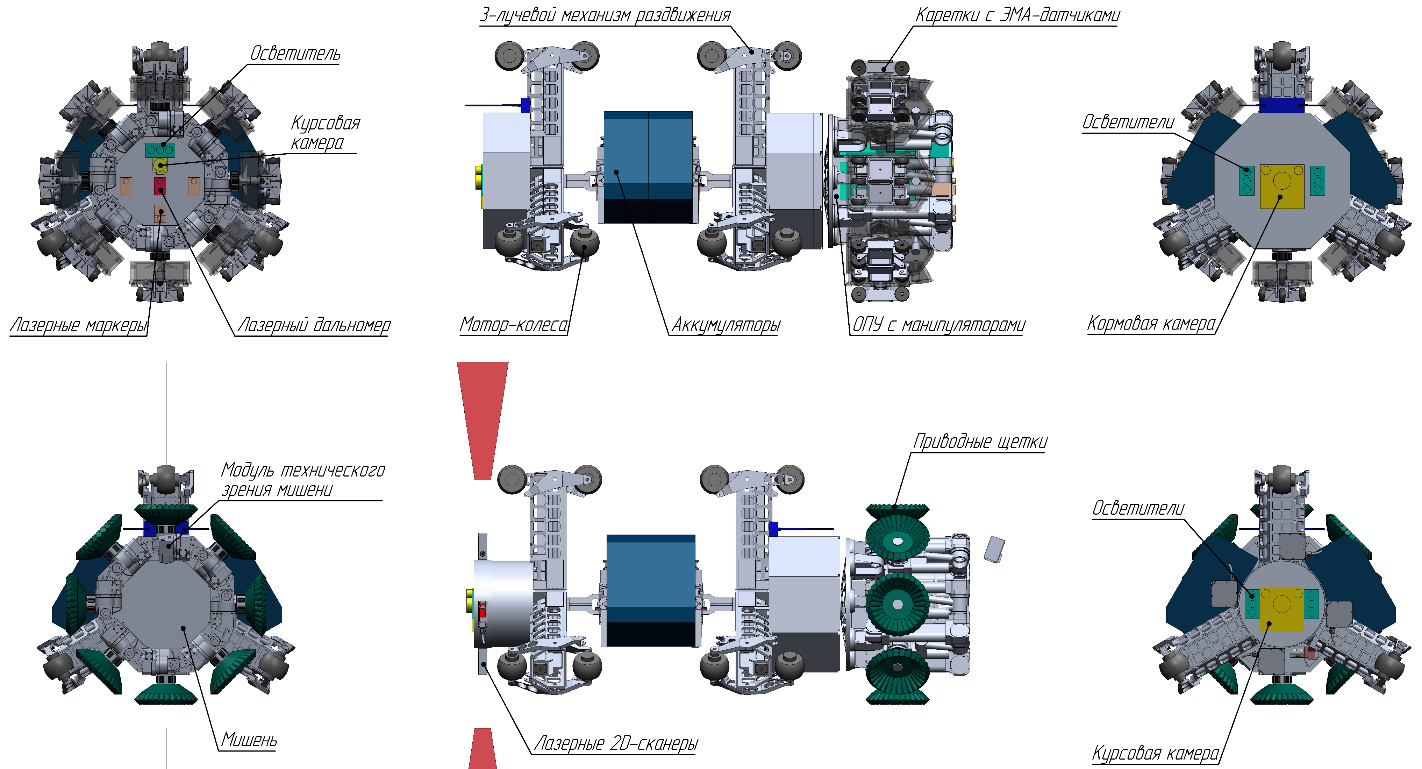 3-лучевой механизм раздвижения
Каретки с ЭМА-датчиками
Осветитель
Курсовая
камера
Осветители
Лазерные маркеры
Лазерный дальномер
Мотор-колеса
Аккумуляторы
ОПУ с манипуляторами
Кормовая камера
Приводные щетки
Модуль технического
зрения мишени
Осветители
Мишень
Лазерные 2D-сканеры
Курсовая камера